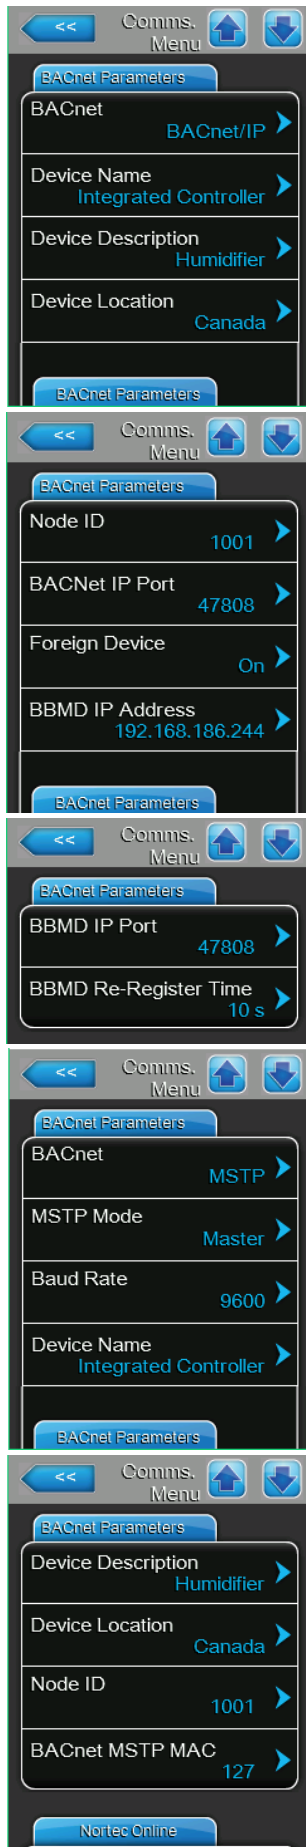 <<
Comms.
Menu
BACnet Parameters
BACnet
BACnet/IP
Device Name
Integrated Controller
Device Description
Humidifier
Device Location
Canada
BACnet Parameters
<<
Comms.
Menu
BACnet Parameters
Node ID
1001
BACNet IP Port
47808
Foreign Device
On
BBMD IP Address
192.168.186.244
BACnet Parameters
<<
Comms.
Menu
BACnet Parameters
BBMD IP Port
47808
BBMD Re-Register Time
10 s
<<
Comms.
Menu
BACnet Parameters
BACnet
MSTP
MSTP Mode
Master
Baud Rate
9600
Device Name
Integrated Controller
BACnet Parameters
<<
Comms.
Menu
BACnet Parameters
Device Description
Humidifier
Device Location
Canada
Node ID
1001
BACnet MSTP MAC
127
Nortec Online